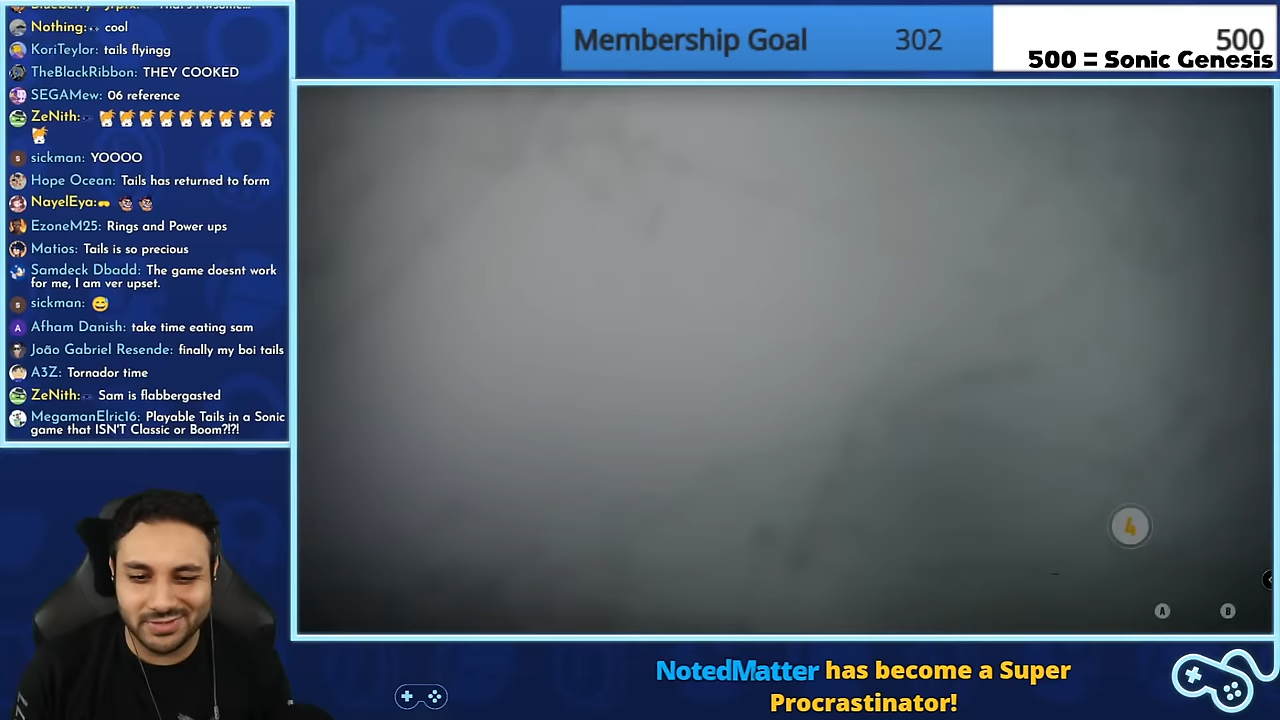 Nothing: cool
KoriTeylor: tails flyingg
TheBlackRibbon: THEY COOKED
SEGAMew: 06 reference
ZeNith:
sickman: YOOOO
Hope Ocean: Tails has returned to form
NayelEya:
EzoneM25: Rings and Power ups
Matios: Tails is so precious
Samdeck Dbadd: The game doesnt work
for me, I am ver upset.
sickman:
Afham Danish: take time eating sam
João Gabriel Resende: finally my boi tails
A3Z: Tornador time
ZeNith: Sam is flabbergasted
MegamanElric16: Playable Tails in a Sonic
game that ISN'T Classic or Boom?!?!
Membership Goal 302 500
500 = Sonic Genesis
4
A B
NotedMatter has become a Super
Procrastinator!